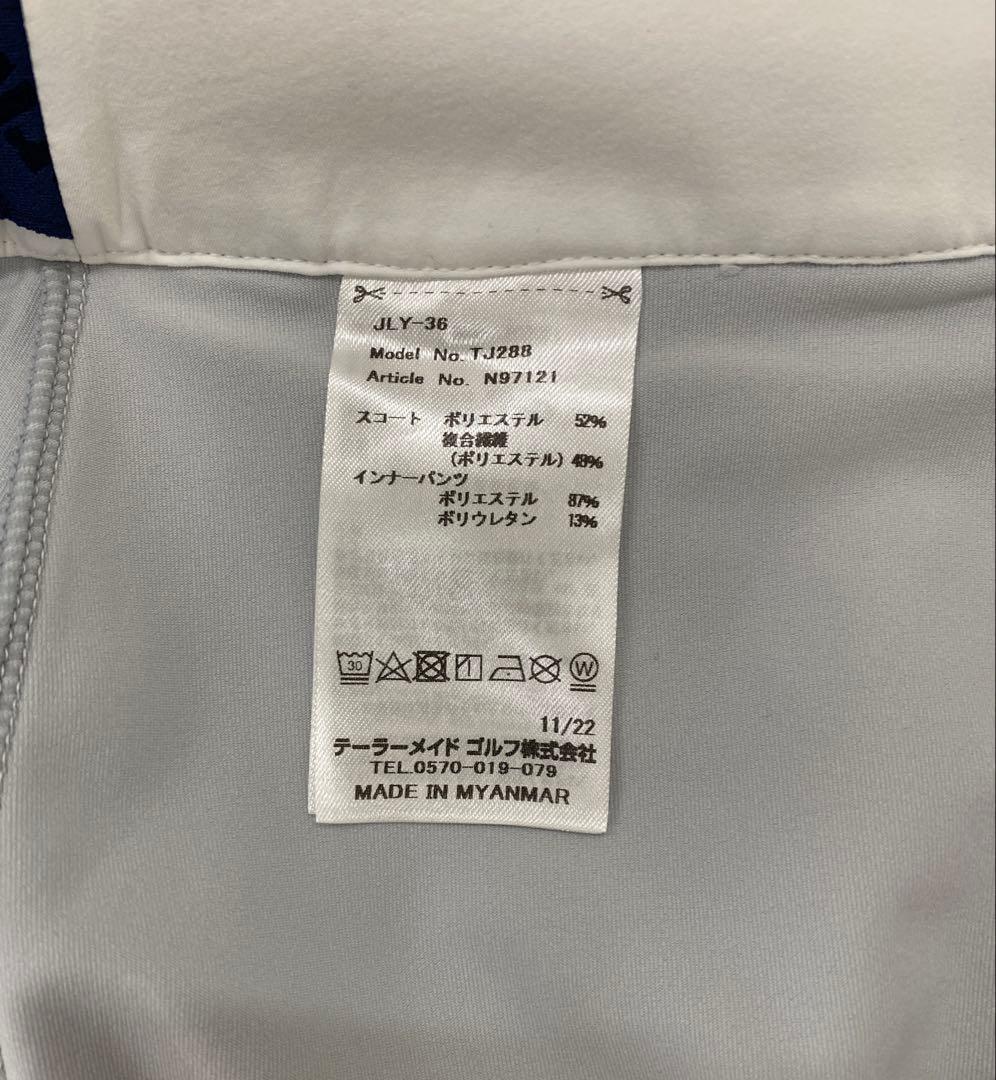 JLY-36
Model No. TJ288
Article No. N97121
スコート ポリエステル 52%
複合繊維
(ポリエステル) 48%
インナーパンツ
ポリエステル 87%
ポリウレタン 13%
30
W
11/22
テーラーメイド ゴルフ株式会社
TEL.0570-019-079
MADE IN MYANMAR